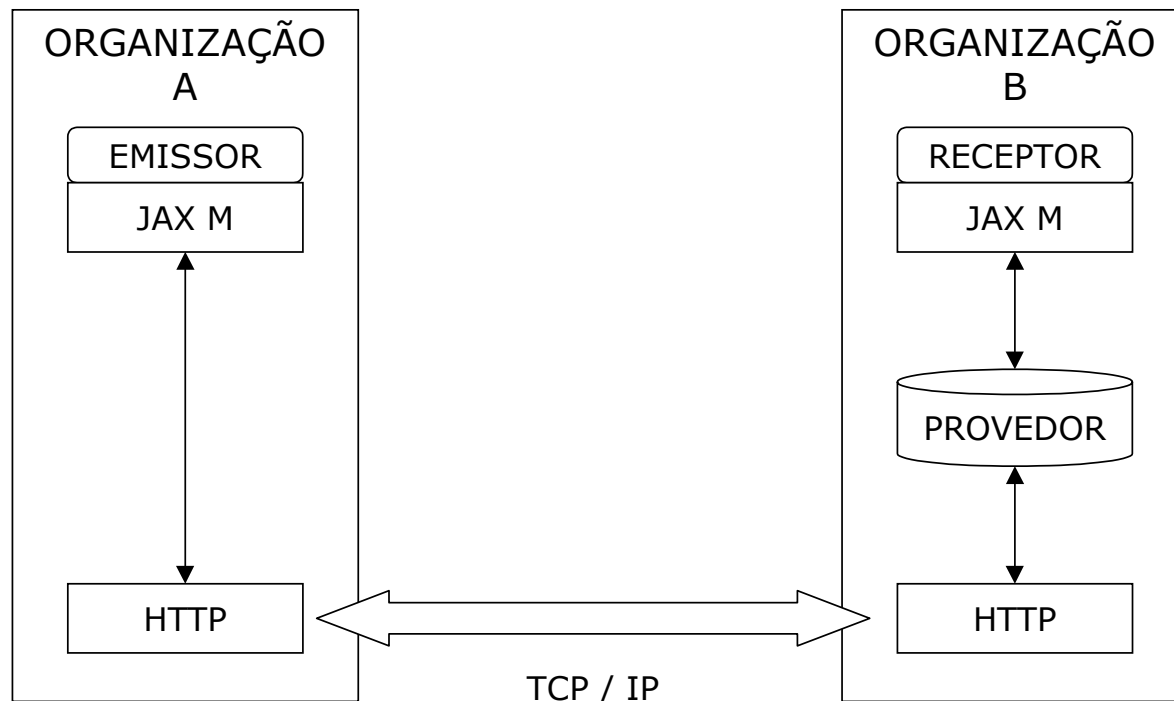 ORGANIZAÇÃO
A
EMISSOR
JAX M
HTTP
TCP / IP
ORGANIZAÇÃO
B
RECEPTOR
JAX M
PROVEDOR
HTTP